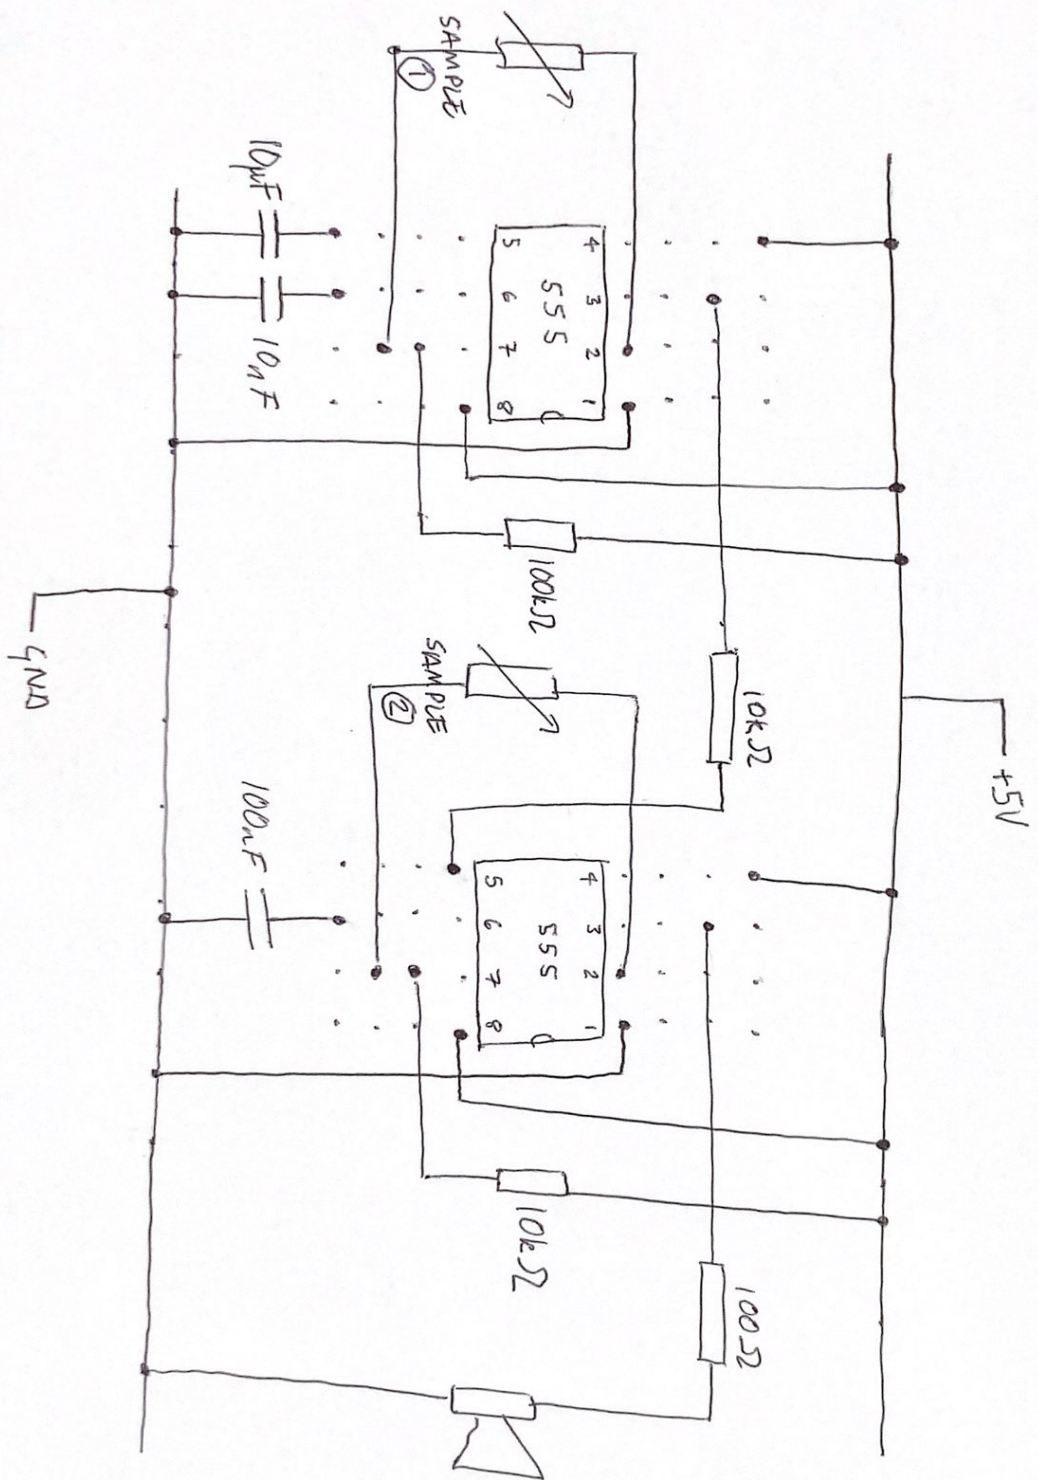 +5V
10kΩ
100Ω
4 3 2 1
555
5 6 7 8
4 3 2 1
555
5 6 7 8
100kΩ
10kΩ
SAMPLE
①
SAMPLE
②
10µF
10nF
100nF
GND